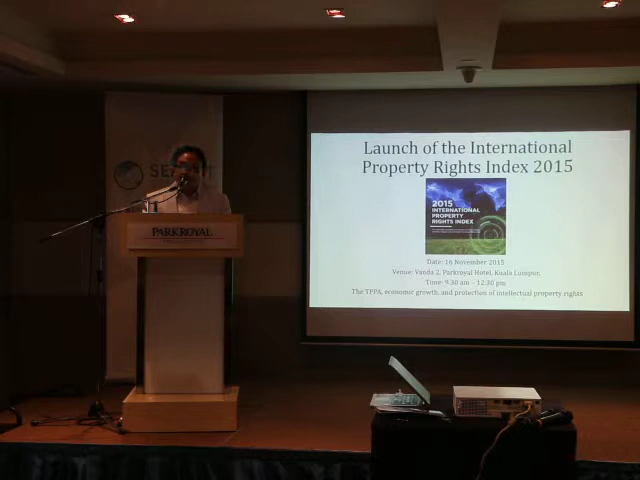 Launch of the International
Property Rights Index 2015
2015
INTERNATIONAL
PROPERTY
RIGHTS INDEX
Date: 16 November 2015
Venue: Vanda 2, Parkroyal Hotel, Kuala Lumpur.
Time: 9.30 am – 12.30 pm
The TPPA, economic growth, and protection of intellectual property rights
PARKROYAL